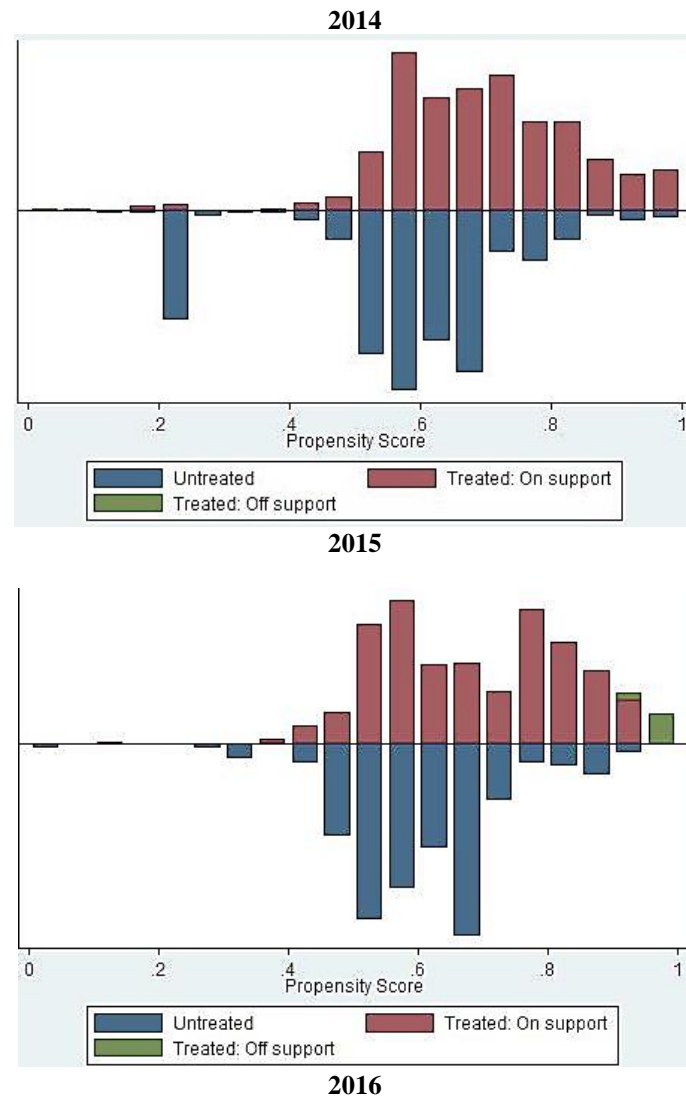 2014
0 .2 .4 .6 .8 1
Propensity Score
Untreated Treated: On support
Treated: Off support
2015
0 .2 .4 .6 .8 1
Propensity Score
Untreated Treated: On support
Treated: Off support
2016